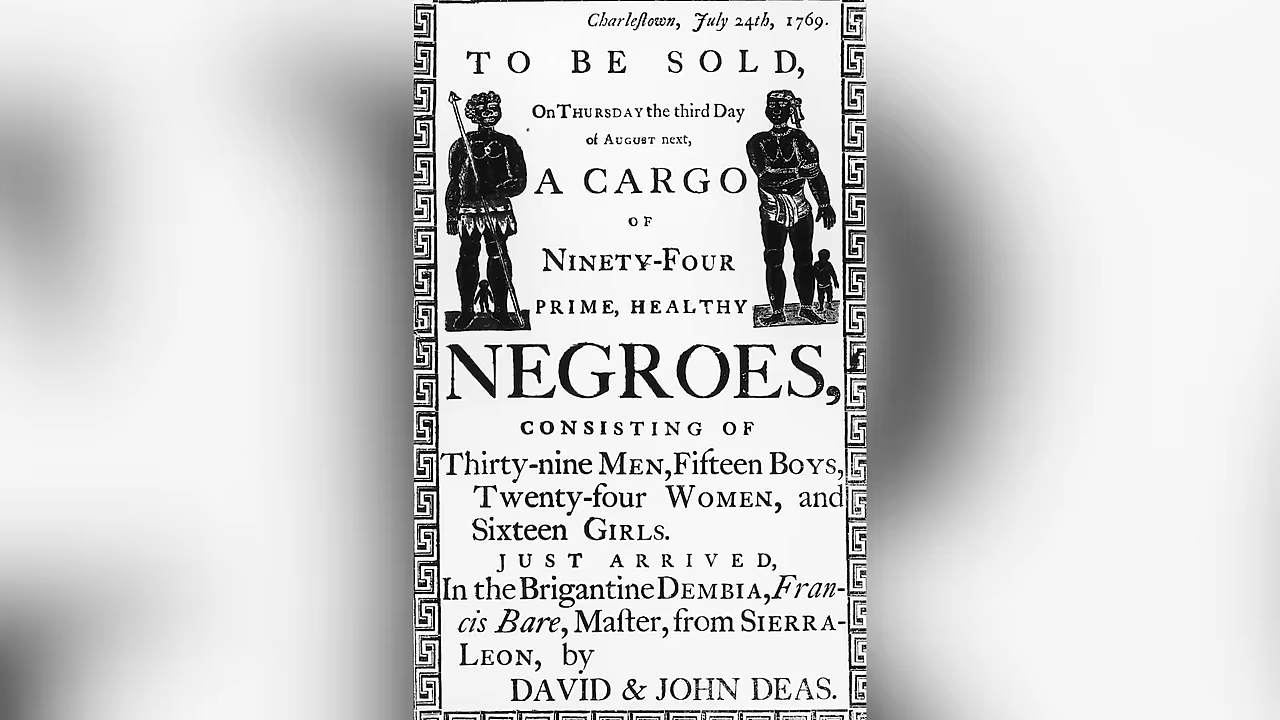 Charleſtown, July 24th, 1769.
TO BE SOLD,
On THURSDAY the third Day
of AUGUST next,
A CARGO
OF
NINETY-FOUR
PRIME, HEALTHY
NEGROES,
CONSISTING OF
Thirty-nine MEN, Fifteen BOYS,
Twenty-four WOMEN, and
Sixteen GIRLS.
JUST ARRIVED,
In the Brigantine DEMBIA, Fran-
cis Bare, Maſter, from SIERRA-
LEON, by
DAVID & JOHN DEAS.